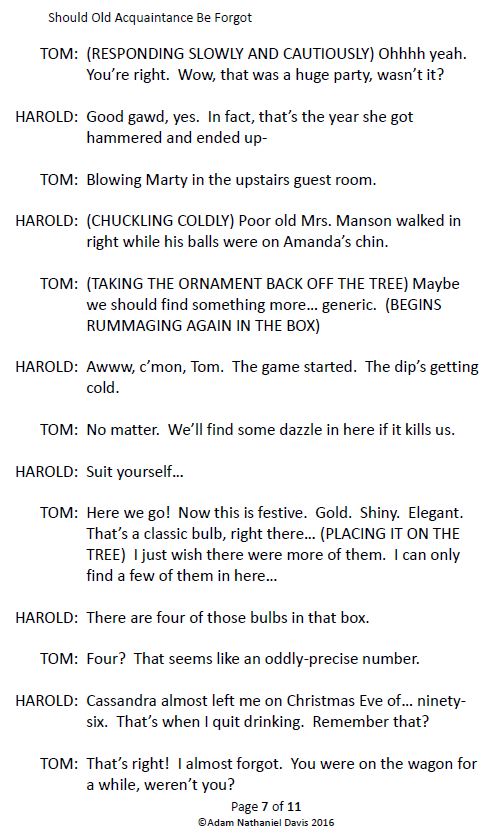 Should Old Acquaintance Be Forgot
TOM: (RESPONDING SLOWLY AND CAUTIOUSLY) Ohhhh yeah.
You’re right. Wow, that was a huge party, wasn’t it?
HAROLD: Good gawd, yes. In fact, that’s the year she got
hammered and ended up-
TOM: Blowing Marty in the upstairs guest room.
HAROLD: (CHUCKLING COLDLY) Poor old Mrs. Manson walked in
right while his balls were on Amanda’s chin.
TOM: (TAKING THE ORNAMENT BACK OFF THE TREE) Maybe
we should find something more… generic. (BEGINS
RUMMAGING AGAIN IN THE BOX)
HAROLD: Awww, c’mon, Tom. The game started. The dip’s getting
cold.
TOM: No matter. We’ll find some dazzle in here if it kills us.
HAROLD: Suit yourself…
TOM: Here we go! Now this is festive. Gold. Shiny. Elegant.
That’s a classic bulb, right there… (PLACING IT ON THE
TREE) I just wish there were more of them. I can only
find a few of them in here…
HAROLD: There are four of those bulbs in that box.
TOM: Four? That seems like an oddly-precise number.
HAROLD: Cassandra almost left me on Christmas Eve of… ninety-
six. That’s when I quit drinking. Remember that?
TOM: That’s right! I almost forgot. You were on the wagon for
a while, weren’t you?
Page 7 of 11
©Adam Nathaniel Davis 2016